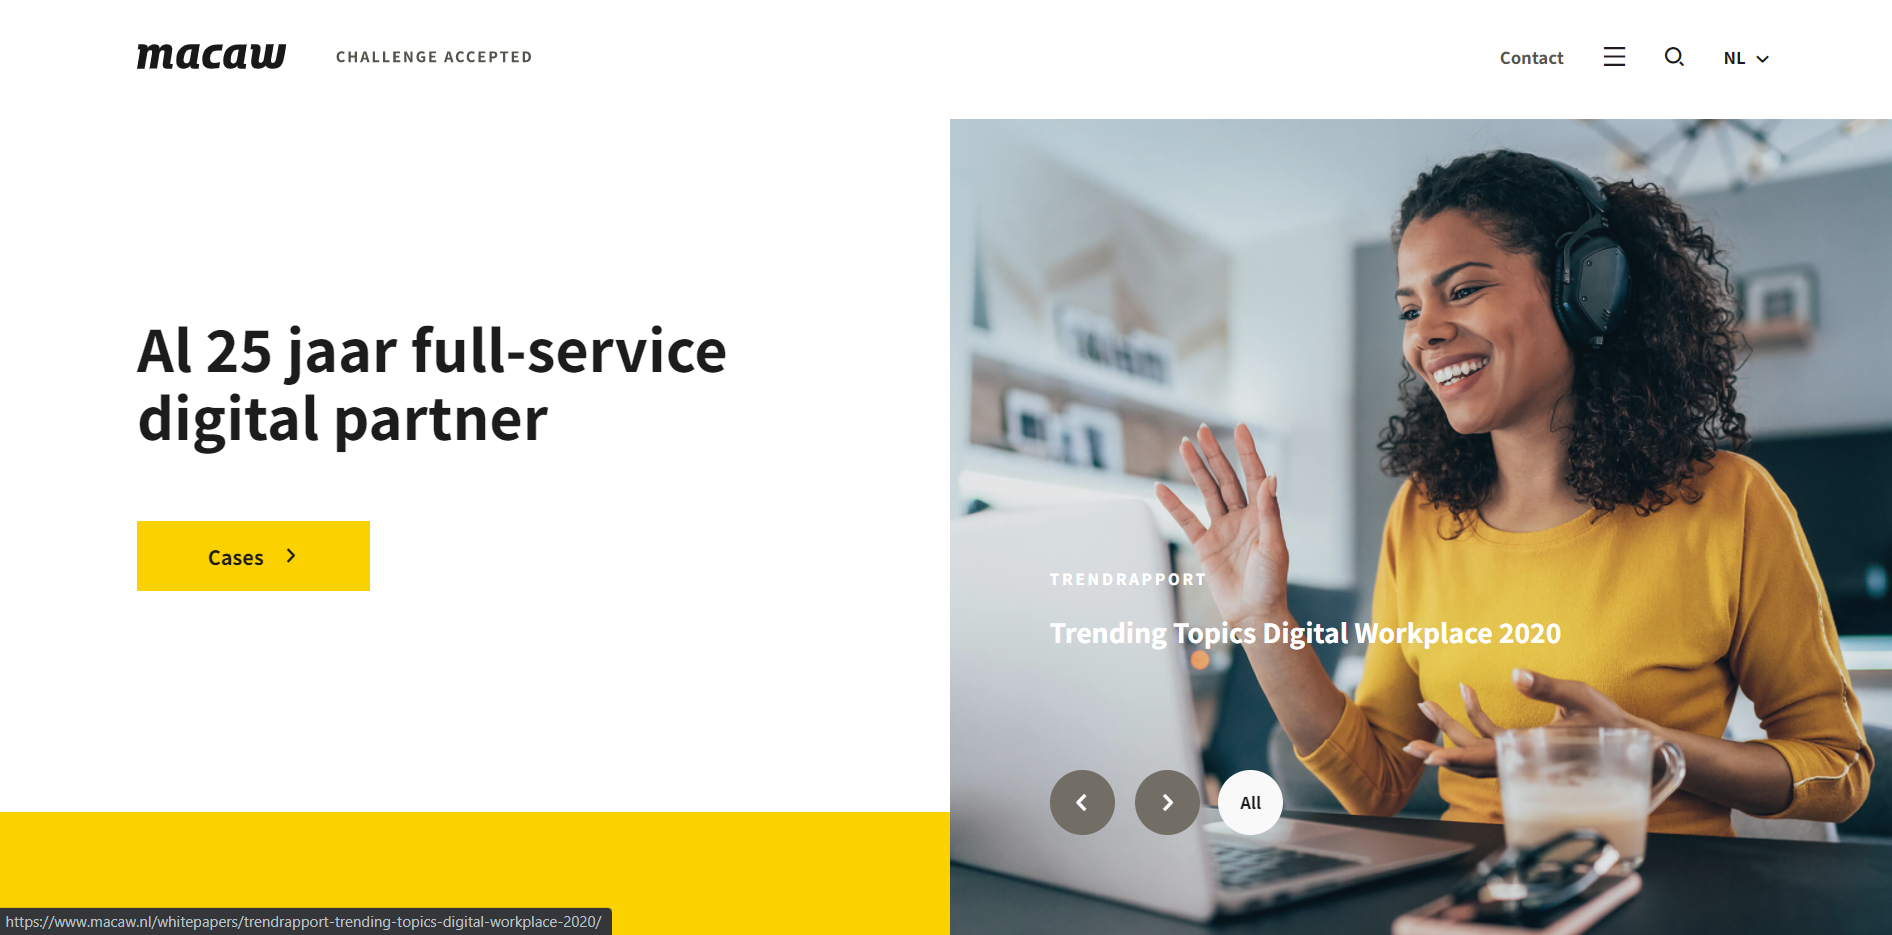 macaw
CHALLENGE ACCEPTED
Contact
NL
Al 25 jaar full-service
digital partner
Cases
TRENDRAPPORT
Trending Topics Digital Workplace 2020
All
https://www.macaw.nl/whitepapers/trendrapport-trending-topics-digital-workplace-2020/